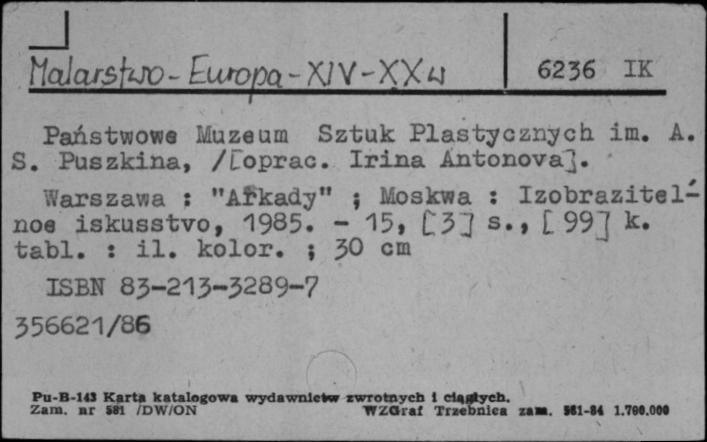 Malarstwo - Europa - XIV - XX w
6236 IK
Państwowe Muzeum Sztuk Plastycznych im. A.
S. Puszkina, /[oprac. Irina Antonova].
Warszawa : "Arkady" ; Moskwa : Izobrazitel-
noe iskusstvo, 1985. - 15, [3] s., [99] k.
tabl. : il. kolor. ; 30 cm
ISBN 83-213-3289-7
356621/86
Pu-B-143 Karta katalogowa wydawnictw zwrotnych i ciągłych.
Zam. nr 581 /DW/ON
WZGraf Trzebnica zam. 581-84 1.700.000